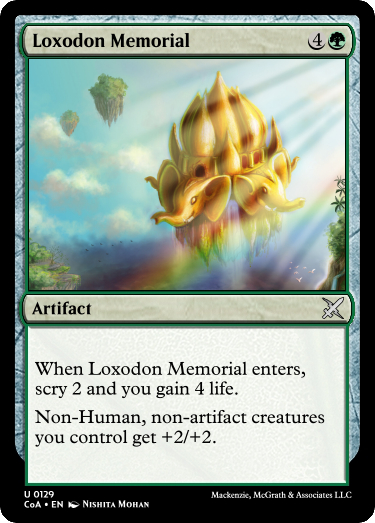 Loxodon Memorial 4
Artifact
When Loxodon Memorial enters,
scry 2 and you gain 4 life.
Non-Human, non-artifact creatures
you control get +2/+2.
U 0129
CoA • EN Nishita Mohan
Mackenzie, McGrath & Associates LLC